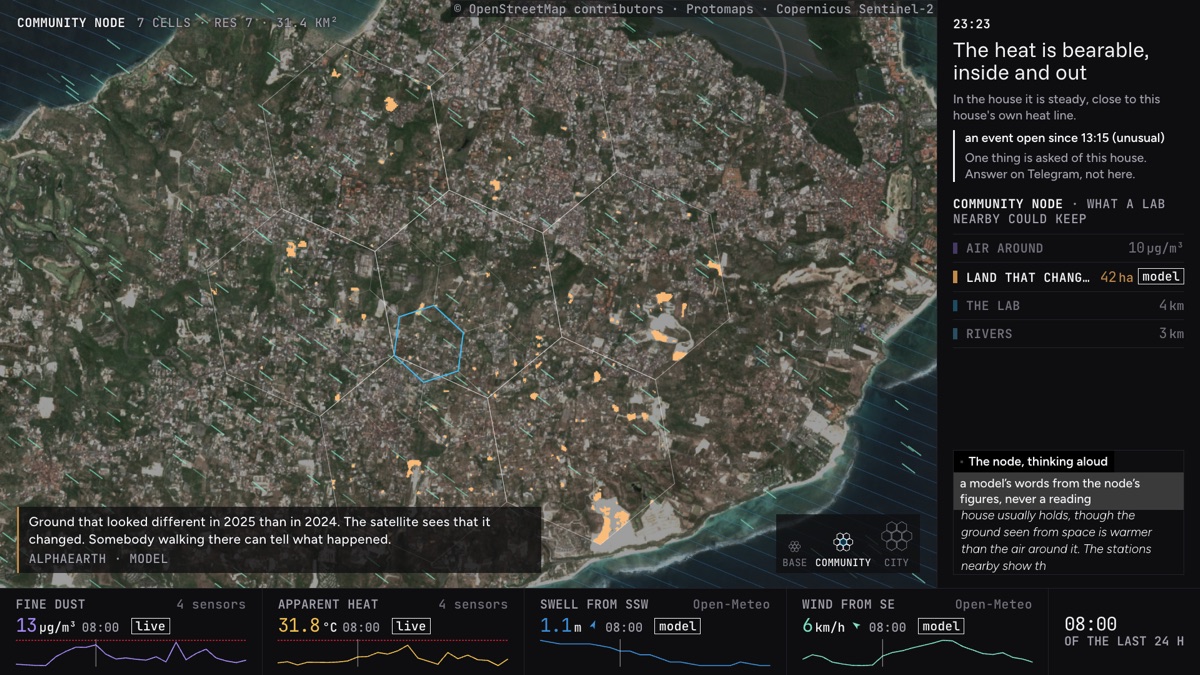 COMMUNITY NODE 7 CELLS · RES 7 · 31.4 KM²
© OpenStreetMap contributors · Protomaps · Copernicus Sentinel-2
23:23
The heat is bearable,
inside and out
In the house it is steady, close to this
house's own heat line.
an event open since 13:15 (unusual)
One thing is asked of this house.
Answer on Telegram, not here.
COMMUNITY NODE · WHAT A LAB
NEARBY COULD KEEP
AIR AROUND 10 µg/m³
LAND THAT CHANG… 42 ha model
THE LAB 4 km
RIVERS 3 km
The node, thinking aloud
a model's words from the node's
figures, never a reading
house usually holds, though the
ground seen from space is warmer
than the air around it. The stations
nearby show th
Ground that looked different in 2025 than in 2024. The satellite sees that it
changed. Somebody walking there can tell what happened.
ALPHAEARTH · MODEL
BASE COMMUNITY CITY
FINE DUST 4 sensors
13 µg/m³ 08:00 live
APPARENT HEAT 4 sensors
31.8 °C 08:00 live
SWELL FROM SSW Open-Meteo
1.1 m 08:00 model
WIND FROM SE Open-Meteo
6 km/h 08:00 model
08:00
OF THE LAST 24 H